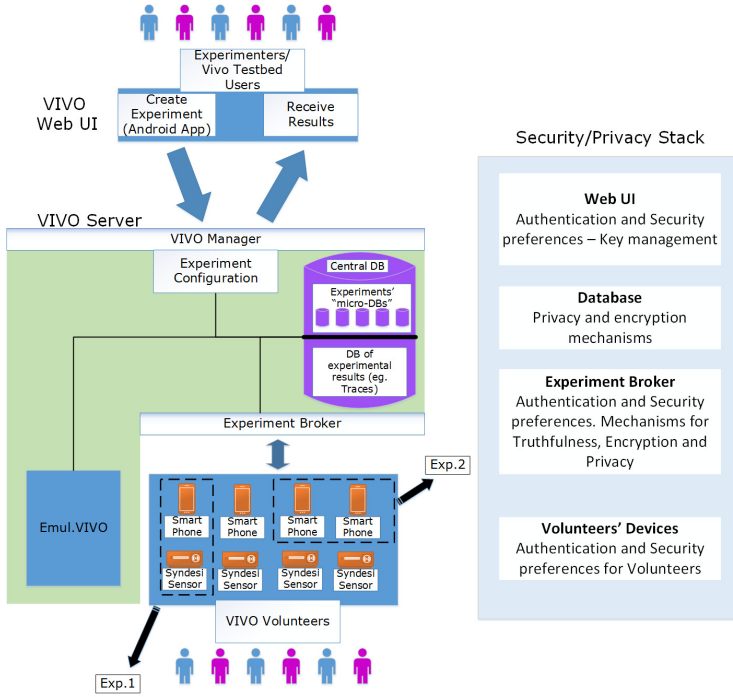 Experimenters/
Vivo Testbed
Users
VIVO
Web UI
Create
Experiment
(Android App)
Receive
Results
Security/Privacy Stack
VIVO Server
VIVO Manager
Experiment
Configuration
Central DB
Experiments’
“micro-DBs”
DB of
experimental
results (eg.
Traces)
Experiment Broker
Emul.VIVO
Exp.2
Smart
Phone
Smart
Phone
Smart
Phone
Smart
Phone
Syndesi
Sensor
Syndesi
Sensor
Syndesi
Sensor
Syndesi
Sensor
VIVO Volunteers
Exp.1
Web UI
Authentication and Security
preferences – Key management
Database
Privacy and encryption
mechanisms
Experiment Broker
Authentication and Security
preferences. Mechanisms for
Truthfulness, Encryption and
Privacy
Volunteers’ Devices
Authentication and Security
preferences for Volunteers